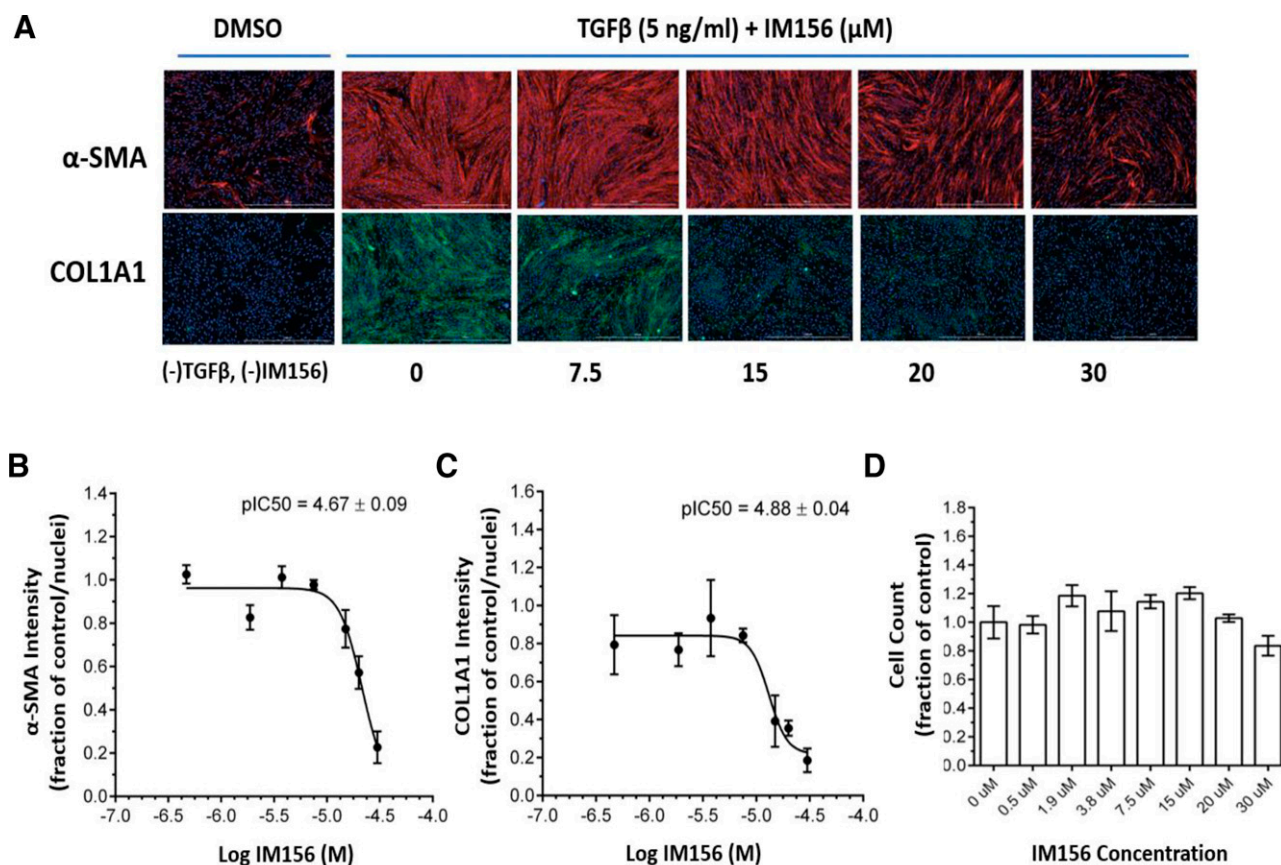 A
DMSO
TGFβ (5 ng/ml) + IM156 (μM)
α-SMA
COL1A1
(-)TGFβ, (-)IM156)
0
7.5
15
20
30
B
pIC50 = 4.67 ± 0.09
α-SMA Intensity
(fraction of control/nuclei)
1.4
1.2
1.0
0.8
0.6
0.4
0.2
0.0
-7.0
-6.5
-6.0
-5.5
-5.0
-4.5
-4.0
Log IM156 (M)
C
pIC50 = 4.88 ± 0.04
COL1A1 Intensity
(fraction of control/nuclei)
1.6
1.4
1.2
1.0
0.8
0.6
0.4
0.2
0.0
-7.0
-6.5
-6.0
-5.5
-5.0
-4.5
-4.0
Log IM156 (M)
D
Cell Count
(fraction of control)
1.8
1.6
1.4
1.2
1.0
0.8
0.6
0.4
0.2
0.0
0 uM
0.5 uM
1.9 uM
3.8 uM
7.5 uM
15 uM
20 uM
30 uM
IM156 Concentration